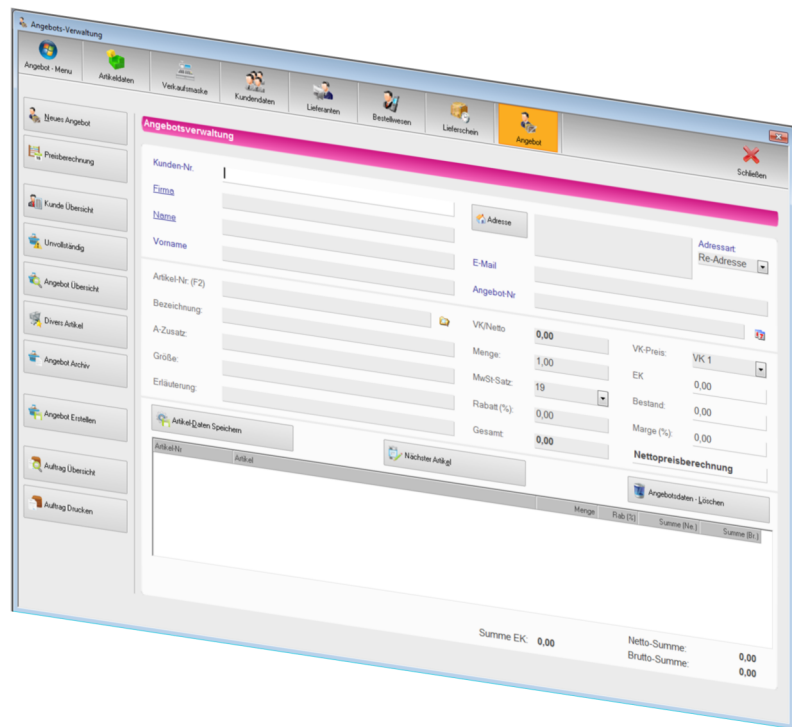 Angebots-Verwaltung
Angebot - Menu
Artikeldaten
Verkaufsmaske
Kundendaten
Lieferanten
Bestellwesen
Lieferschein
Angebot
Schließen
Neues Angebot
Preisberechnung
Kunde Übersicht
Unvollständig
Angebot Übersicht
Divers Artikel
Angebot Archiv
Angebot Erstellen
Auftrag Übersicht
Auftrag Drucken
Angebotsverwaltung
Kunden-Nr.
Firma
Name
Vorname
Adresse
E-Mail
Angebot-Nr
Adressart
Re-Adresse
Artikel-Nr. (F2)
Bezeichnung:
A-Zusatz:
Größe:
Erläuterung:
VK/Netto 0,00
Menge: 1,00
MwSt-Satz: 19
Rabatt (%): 0,00
Gesamt 0,00
VK-Preis: VK 1
EK 0,00
Bestand: 0,00
Marge (%): 0,00
Nettopreisberechnung
Artikel-Daten Speichern
Nächster Artikel
Angebotsdaten - Löschen
Artikel-Nr Artikel Menge Rab (%) Summe (Ne.) Summe (Br.)
Summe EK: 0,00
Netto-Summe: 0,00
Brutto-Summe: 0,00